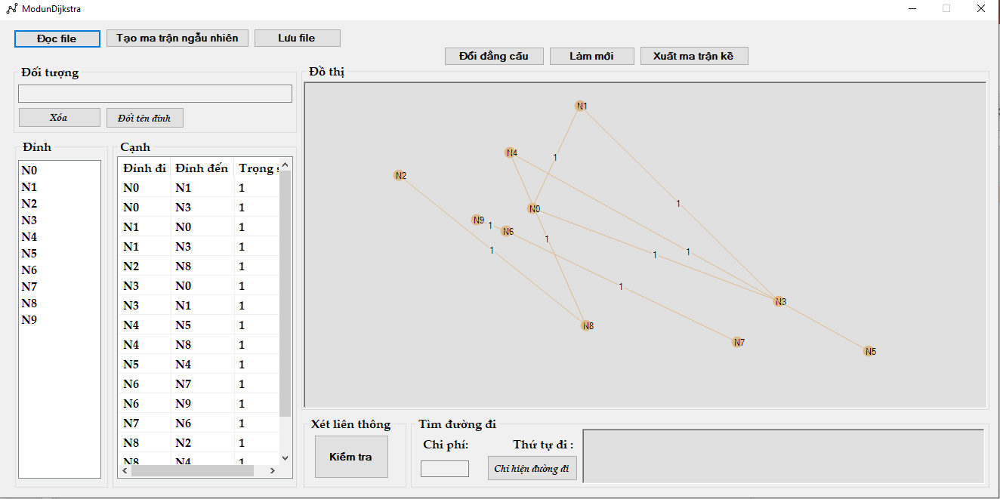 ModunDijkstra
Đọc file Tạo ma trận ngẫu nhiên Lưu file
Đổi đẳng cấu Làm mới Xuất ma trận kề
Đối tượng
Xóa Đổi tên đỉnh
Đồ thị
N1
N4
1
N2
N0
1
N9
1
N6
1
1
1
1
1
N3
N8
N7
N5
Đỉnh
N0
N1
N2
N3
N4
N5
N6
N7
N8
N9
Cạnh
Đỉnh đi Đỉnh đến Trọng
N0 N1 1
N0 N3 1
N1 N0 1
N1 N3 1
N2 N8 1
N3 N0 1
N3 N1 1
N4 N5 1
N4 N8 1
N5 N4 1
N6 N7 1
N6 N9 1
N7 N6 1
N8 N2 1
N8 N4 1
Xét liên thông
Kiểm tra
Tìm đường đi
Chi phí: Thứ tự đi :
Chỉ hiện đường đi